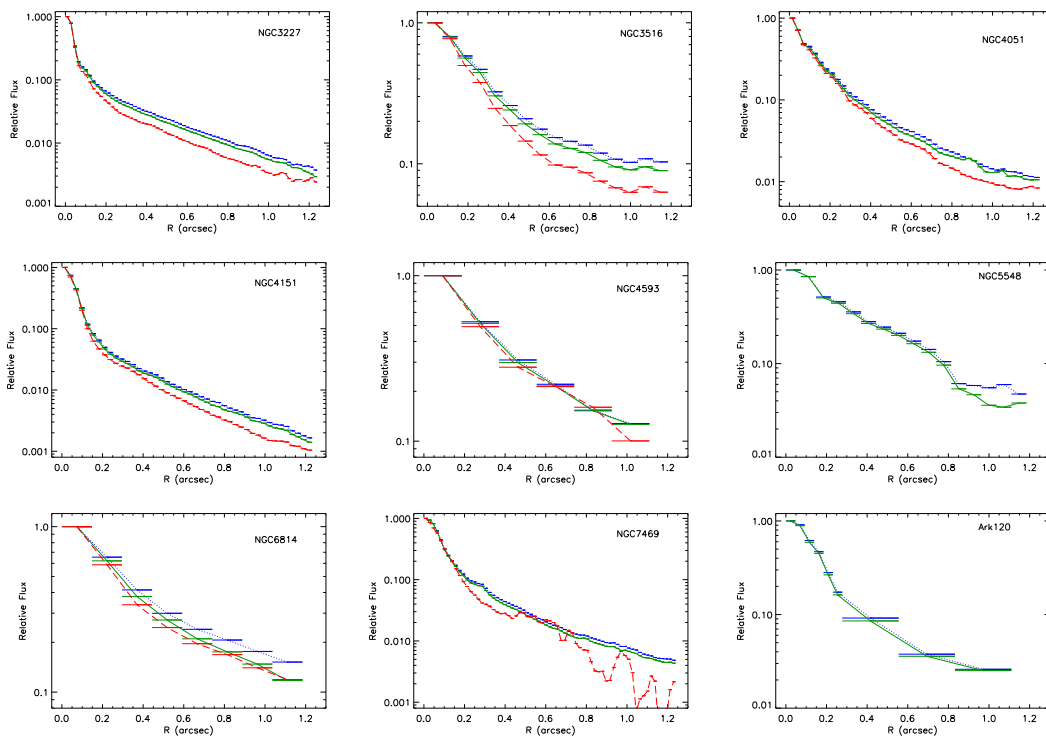 NGC3227
Relative Flux
1.000
0.100
0.010
0.001
0.0 0.2 0.4 0.6 0.8 1.0 1.2
R (arcsec)
NGC3516
Relative Flux
1.0
0.1
0.0 0.2 0.4 0.6 0.8 1.0 1.2
R (arcsec)
NGC4051
Relative Flux
1.00
0.10
0.01
0.0 0.2 0.4 0.6 0.8 1.0 1.2
R (arcsec)
NGC4151
Relative Flux
1.000
0.100
0.010
0.001
0.0 0.2 0.4 0.6 0.8 1.0 1.2
R (arcsec)
NGC4593
Relative Flux
1.0
0.1
0.0 0.2 0.4 0.6 0.8 1.0 1.2
R (arcsec)
NGC5548
Relative Flux
1.00
0.10
0.01
0.0 0.2 0.4 0.6 0.8 1.0 1.2
R (arcsec)
NGC6814
Relative Flux
1.0
0.1
0.0 0.2 0.4 0.6 0.8 1.0 1.2
R (arcsec)
NGC7469
Relative Flux
1.000
0.100
0.010
0.001
0.0 0.2 0.4 0.6 0.8 1.0 1.2
R (arcsec)
Ark120
Relative Flux
1.00
0.10
0.01
0.0 0.2 0.4 0.6 0.8 1.0 1.2
R (arcsec)